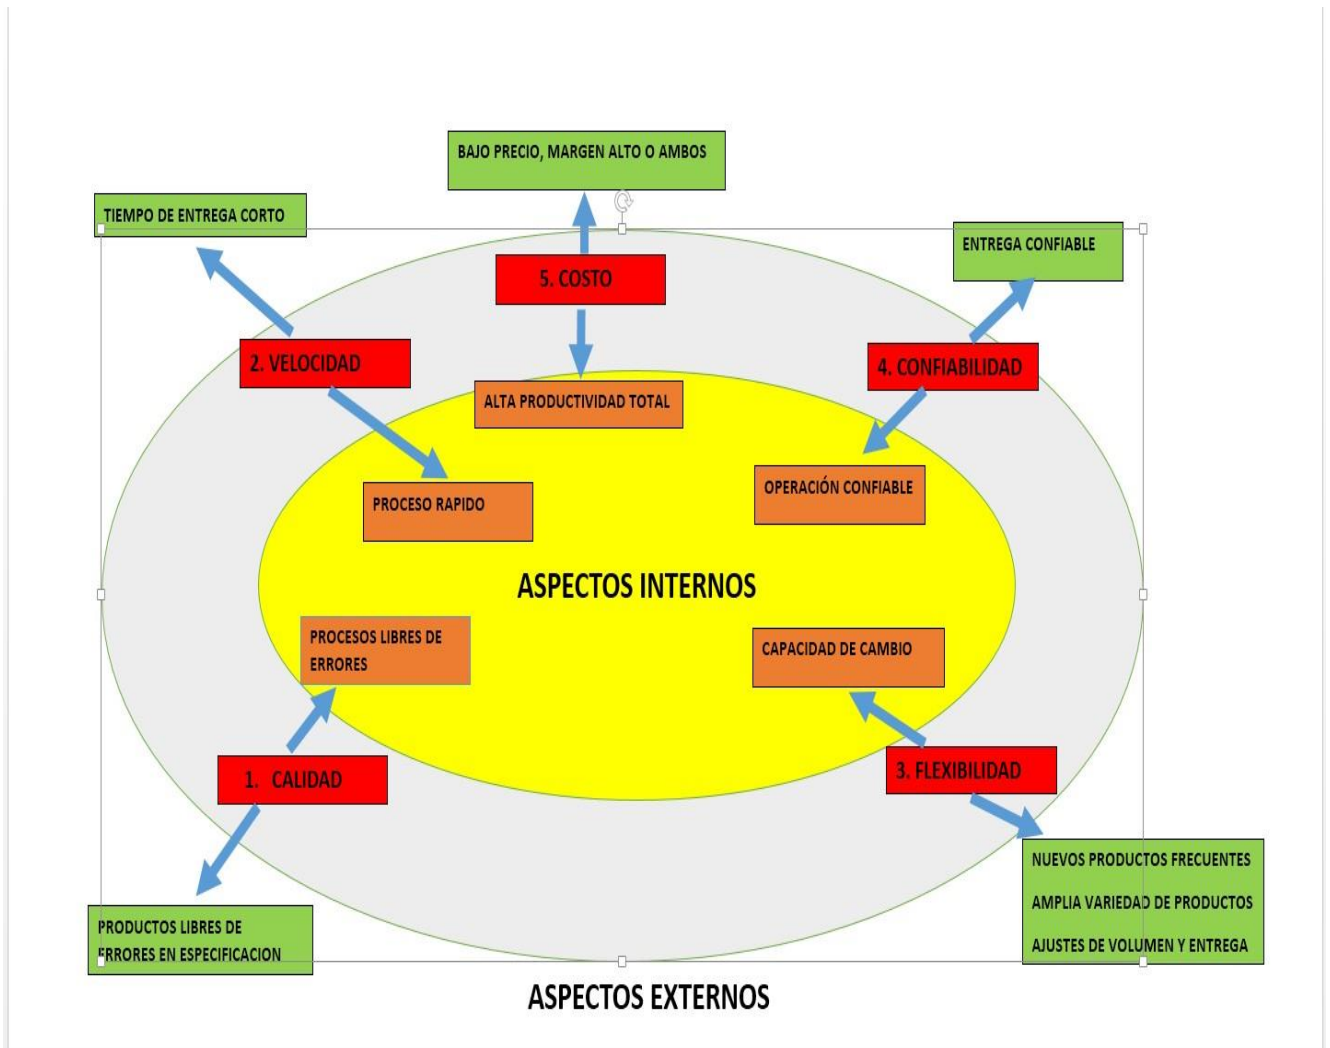 BAJO PRECIO, MARGEN ALTO O AMBOS
TIEMPO DE ENTREGA CORTO
ENTREGA CONFIABLE
5. COSTO
2. VELOCIDAD
4. CONFIABILIDAD
ALTA PRODUCTIVIDAD TOTAL
PROCESO RAPIDO
OPERACIÓN CONFIABLE
ASPECTOS INTERNOS
PROCESOS LIBRES DE
ERRORES
CAPACIDAD DE CAMBIO
1. CALIDAD
3. FLEXIBILIDAD
NUEVOS PRODUCTOS FRECUENTES
AMPLIA VARIEDAD DE PRODUCTOS
AJUSTES DE VOLUMEN Y ENTREGA
PRODUCTOS LIBRES DE
ERRORES EN ESPECIFICACION
ASPECTOS EXTERNOS